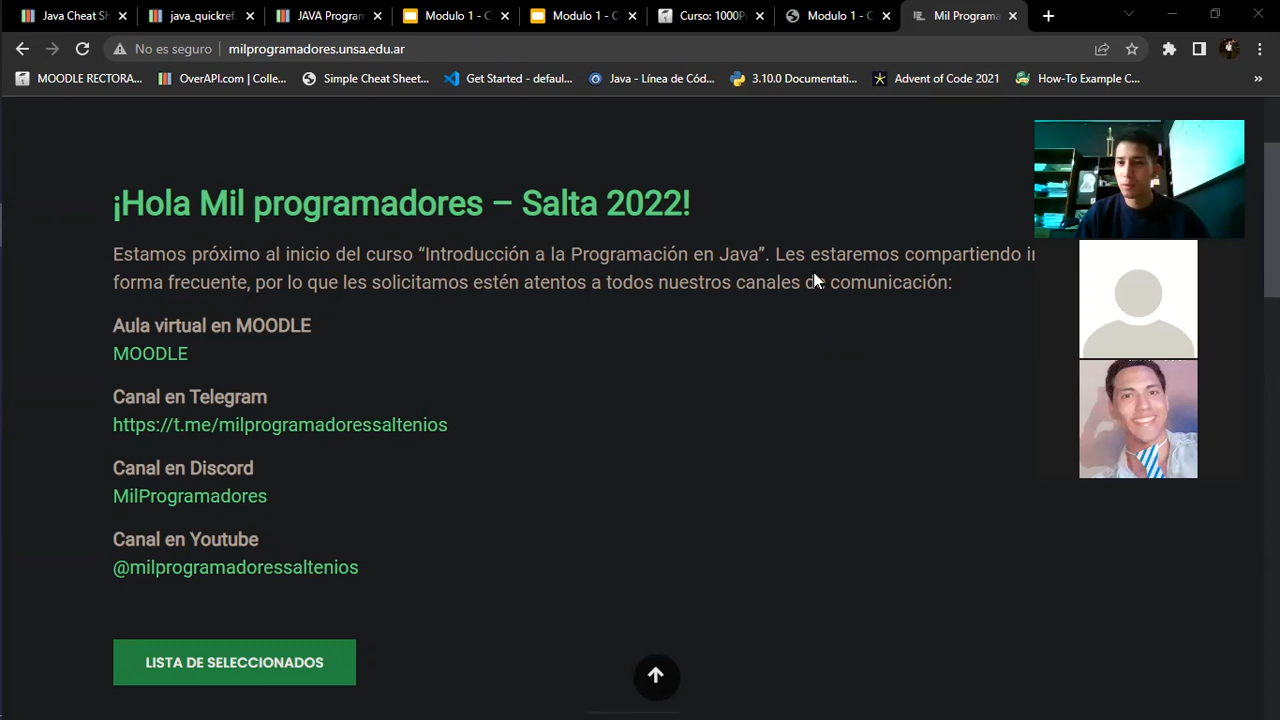 Java Cheat Sh
java_quickref.
JAVA Program
Modulo 1 - C
Modulo 1 - C
Curso: 1000P
Modulo 1 - C
Mil Programa
No es seguro
milprogramadores.unsa.edu.ar
MOODLE RECTORA...
OverAPI.com | Colle...
Simple Cheat Sheet...
Get Started - defaul...
Java - Línea de Cód...
3.10.0 Documentati...
Advent of Code 2021
How-To Example C...
»
¡Hola Mil programadores – Salta 2022!
Estamos próximo al inicio del curso “Introducción a la Programación en Java”. Les estaremos compartiendo
forma frecuente, por lo que les solicitamos estén atentos a todos nuestros canales de comunicación:
Aula virtual en MOODLE
MOODLE
Canal en Telegram
https://t.me/milprogramadoressaltenios
Canal en Discord
MilProgramadores
Canal en Youtube
@milprogramadoressaltenios
LISTA DE SELECCIONADOS